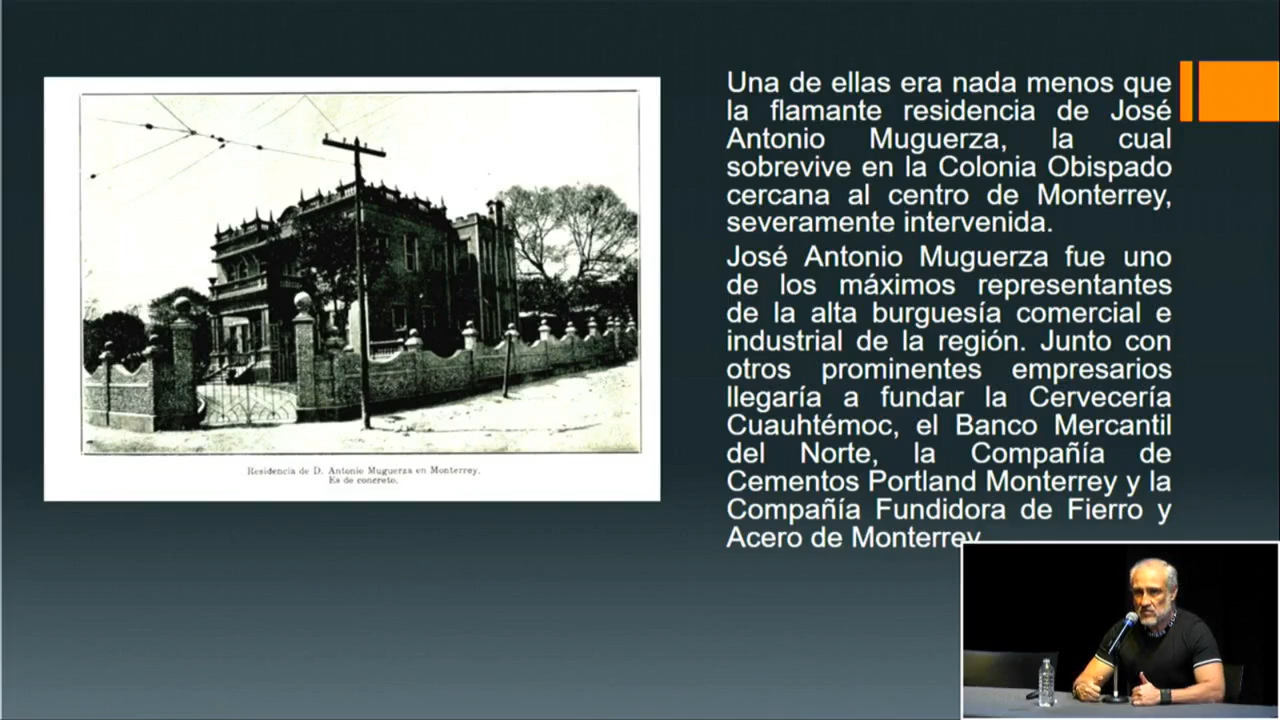 Una de ellas era nada menos que
la flamante residencia de José
Antonio Muguerza, la cual
sobrevive en la Colonia Obispado
cercana al centro de Monterrey,
severamente intervenida.
José Antonio Muguerza fue uno
de los máximos representantes
de la alta burguesía comercial e
industrial de la región. Junto con
otros prominentes empresarios
llegaría a fundar la Cervecería
Cuauhtémoc, el Banco Mercantil
del Norte, la Compañía de
Cementos Portland Monterrey y la
Compañía Fundidora de Fierro y
Acero de Monterrey
Residencia de D. Antonio Muguerza en Monterrey.
Es de concreto.